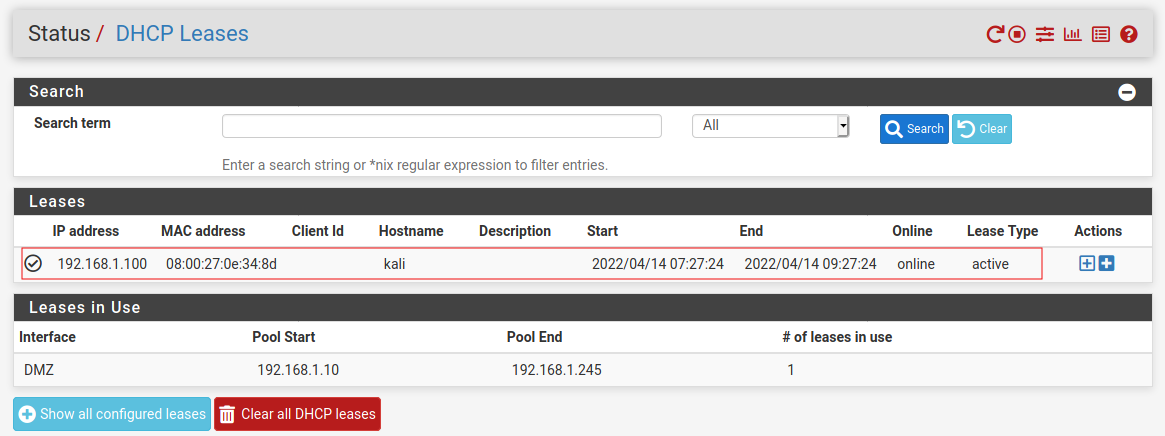 Status / DHCP Leases
Search
Search term All Search Clear
Enter a search string or *nix regular expression to filter entries.
Leases
IP address MAC address Client Id Hostname Description Start End Online Lease Type Actions
192.168.1.100 08:00:27:0e:34:8d kali 2022/04/14 07:27:24 2022/04/14 09:27:24 online active
Leases in Use
Interface Pool Start Pool End # of leases in use
DMZ 192.168.1.10 192.168.1.245 1
Show all configured leases Clear all DHCP leases